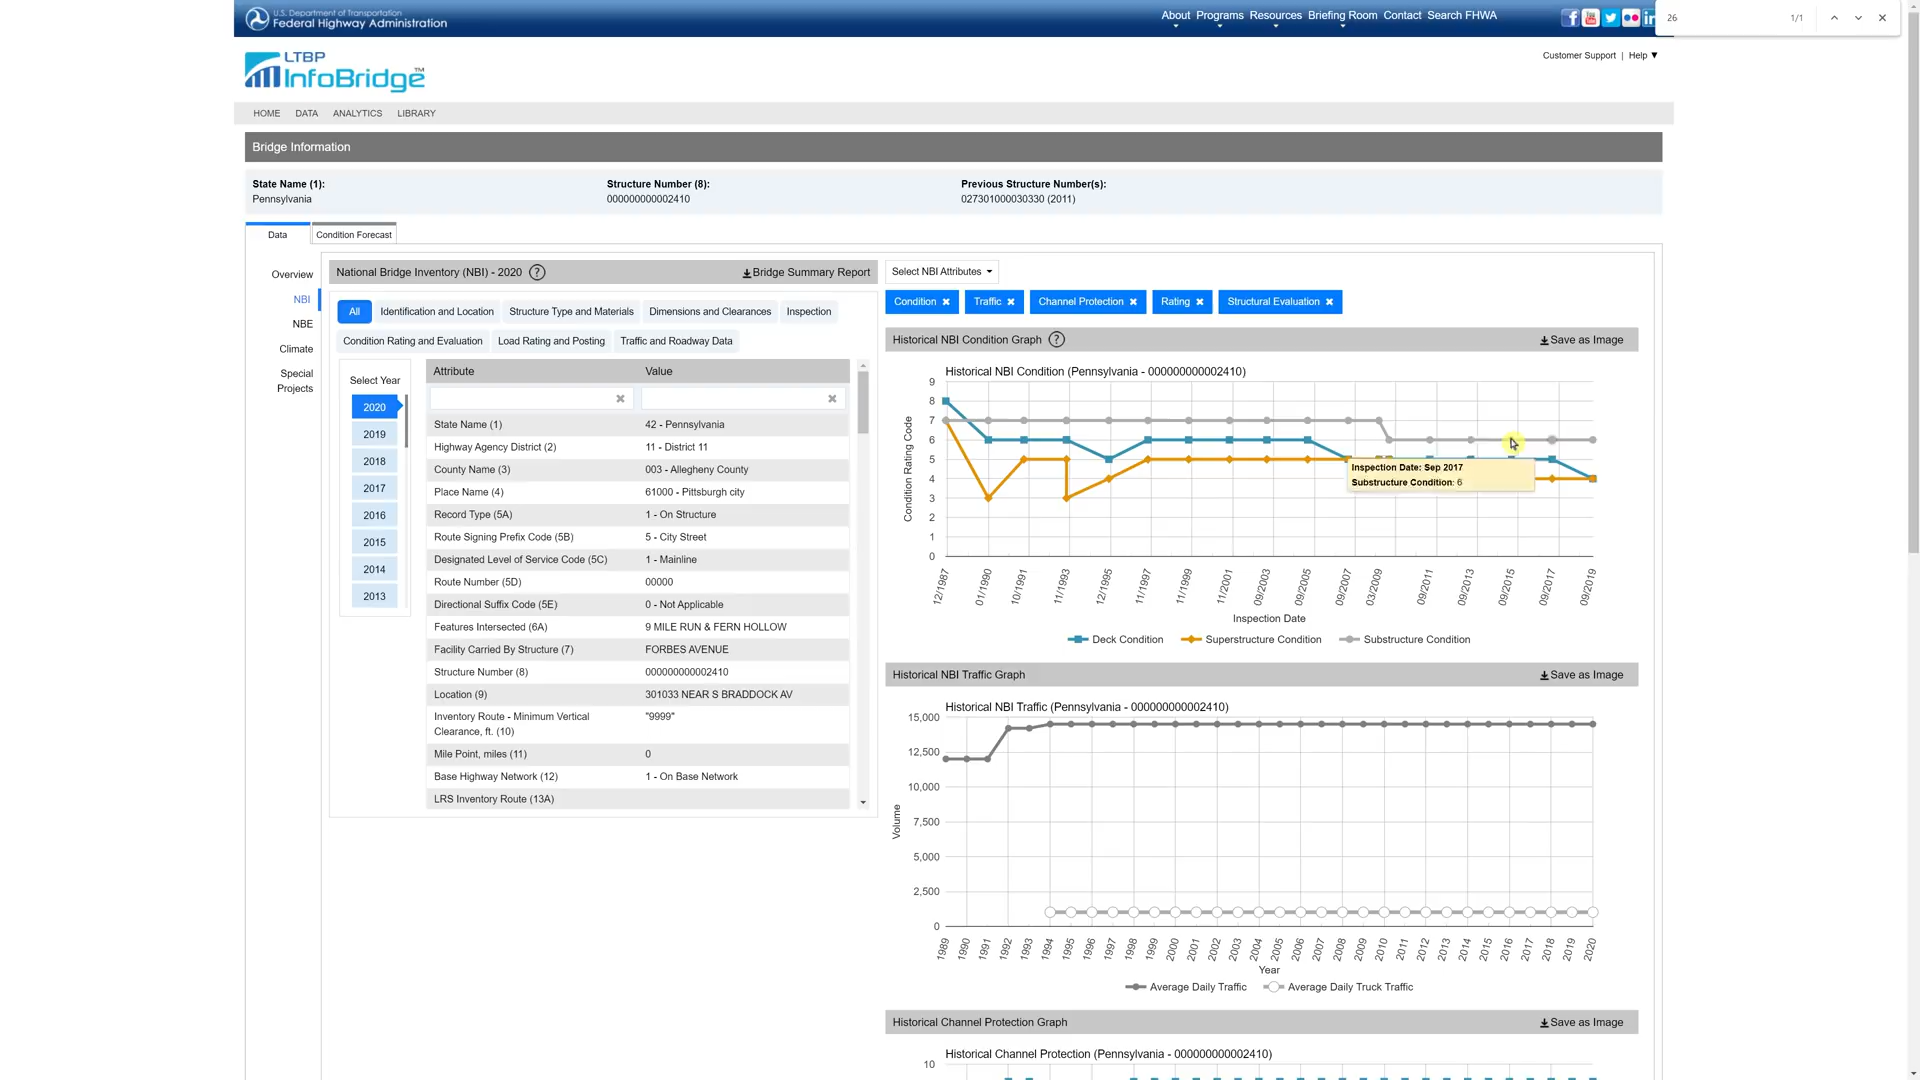 U.S. Department of Transportation
Federal Highway Administration
About Programs Resources Briefing Room Contact Search FHWA
26 1/1
LTBP
InfoBridge™
Customer Support | Help ▼
HOME DATA ANALYTICS LIBRARY
Bridge Information
State Name (1): Structure Number (8): Previous Structure Number(s):
Pennsylvania 000000000002410 027301000030330 (2011)
Data Condition Forecast
Overview
NBI
NBE
Climate
Special
Projects
National Bridge Inventory (NBI) - 2020 ? Bridge Summary Report
All Identification and Location Structure Type and Materials Dimensions and Clearances Inspection
Condition Rating and Evaluation Load Rating and Posting Traffic and Roadway Data
Select Year
2020
2019
2018
2017
2016
2015
2014
2013
Attribute Value
State Name (1) 42 - Pennsylvania
Highway Agency District (2) 11 - District 11
County Name (3) 003 - Allegheny County
Place Name (4) 61000 - Pittsburgh city
Record Type (5A) 1 - On Structure
Route Signing Prefix Code (5B) 5 - City Street
Designated Level of Service Code (5C) 1 - Mainline
Route Number (5D) 00000
Directional Suffix Code (5E) 0 - Not Applicable
Features Intersected (6A) 9 MILE RUN & FERN HOLLOW
Facility Carried By Structure (7) FORBES AVENUE
Structure Number (8) 000000000002410
Location (9) 301033 NEAR S BRADDOCK AV
Inventory Route - Minimum Vertical "9999"
Clearance, ft. (10)
Mile Point, miles (11) 0
Base Highway Network (12) 1 - On Base Network
LRS Inventory Route (13A)
Select NBI Attributes
Condition ✖ Traffic ✖ Channel Protection ✖ Rating ✖ Structural Evaluation ✖
Historical NBI Condition Graph ? Save as Image
Historical NBI Condition (Pennsylvania - 000000000002410)
Condition Rating Code
9
8
7
6
5
4
3
2
1
0
Inspection Date: Sep 2017
Substructure Condition: 6
12/1987 01/1990 10/1991 11/1993 12/1995 11/1997 11/1999 11/2001 09/2003 09/2005 09/2007 03/2009 09/2011 09/2013 09/2015 09/2017 09/2019
Inspection Date
Deck Condition Superstructure Condition Substructure Condition
Historical NBI Traffic Graph Save as Image
Historical NBI Traffic (Pennsylvania - 000000000002410)
Volume
15,000
12,500
10,000
7,500
5,000
2,500
0
1989 1990 1991 1992 1993 1994 1995 1996 1997 1998 1999 2000 2001 2002 2003 2004 2005 2006 2007 2008 2009 2010 2011 2012 2013 2014 2015 2016 2017 2018 2019 2020
Year
Average Daily Traffic Average Daily Truck Traffic
Historical Channel Protection Graph Save as Image
Historical Channel Protection (Pennsylvania - 000000000002410)
10